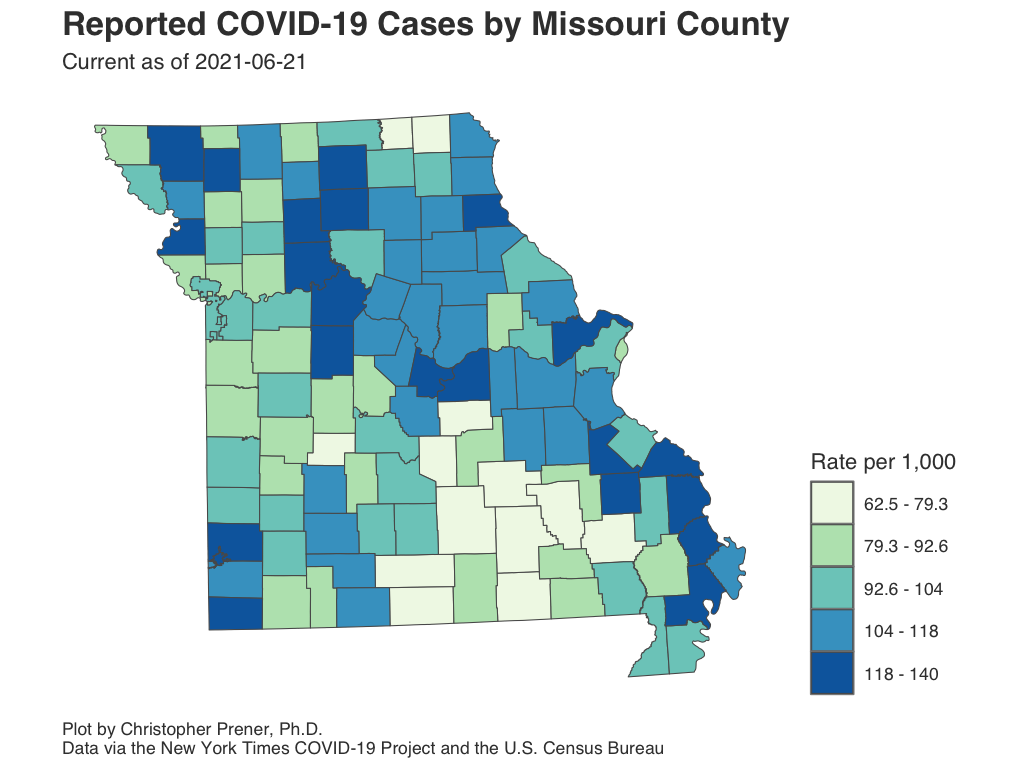 Reported COVID-19 Cases by Missouri County
Current as of 2021-06-21
Rate per 1,000
62.5 - 79.3
79.3 - 92.6
92.6 - 104
104 - 118
118 - 140
Plot by Christopher Prener, Ph.D.
Data via the New York Times COVID-19 Project and the U.S. Census Bureau